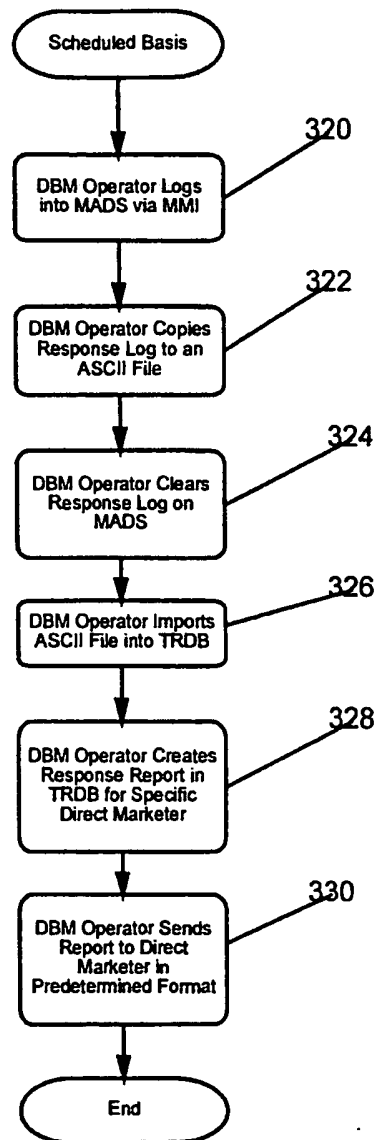 Scheduled Basis
320
DBM Operator Logs
into MADS via MMI
322
DBM Operator Copies
Response Log to an
ASCII File
324
DBM Operator Clears
Response Log on
MADS
326
DBM Operator Imports
ASCII File into TRDB
328
DBM Operator Creates
Response Report in
TRDB for Specific
Direct Marketer
330
DBM Operator Sends
Report to Direct
Marketer in
Predetermined Format
End